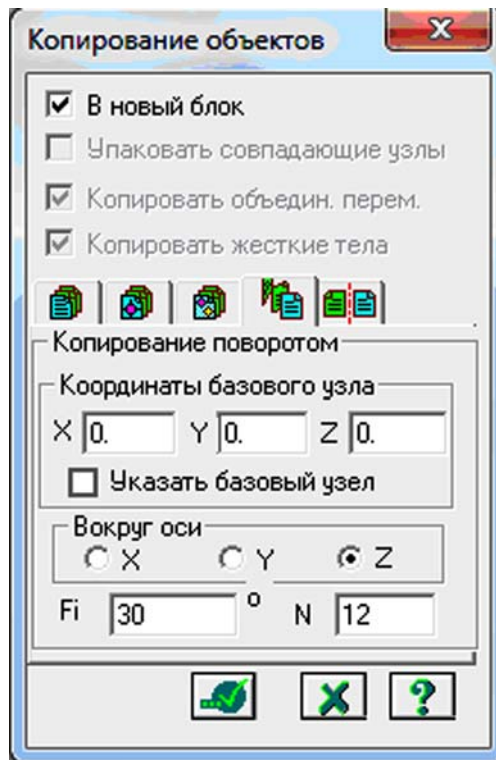 Копирование объектов
В новый блок
Упаковать совпадающие узлы
Копировать объедин. перем.
Копировать жесткие тела
Копирование поворотом
Координаты базового узла
X 0. Y 0. Z 0.
Указать базовый узел
Вокруг оси
X Y Z
Fi 30 ° N 12
?